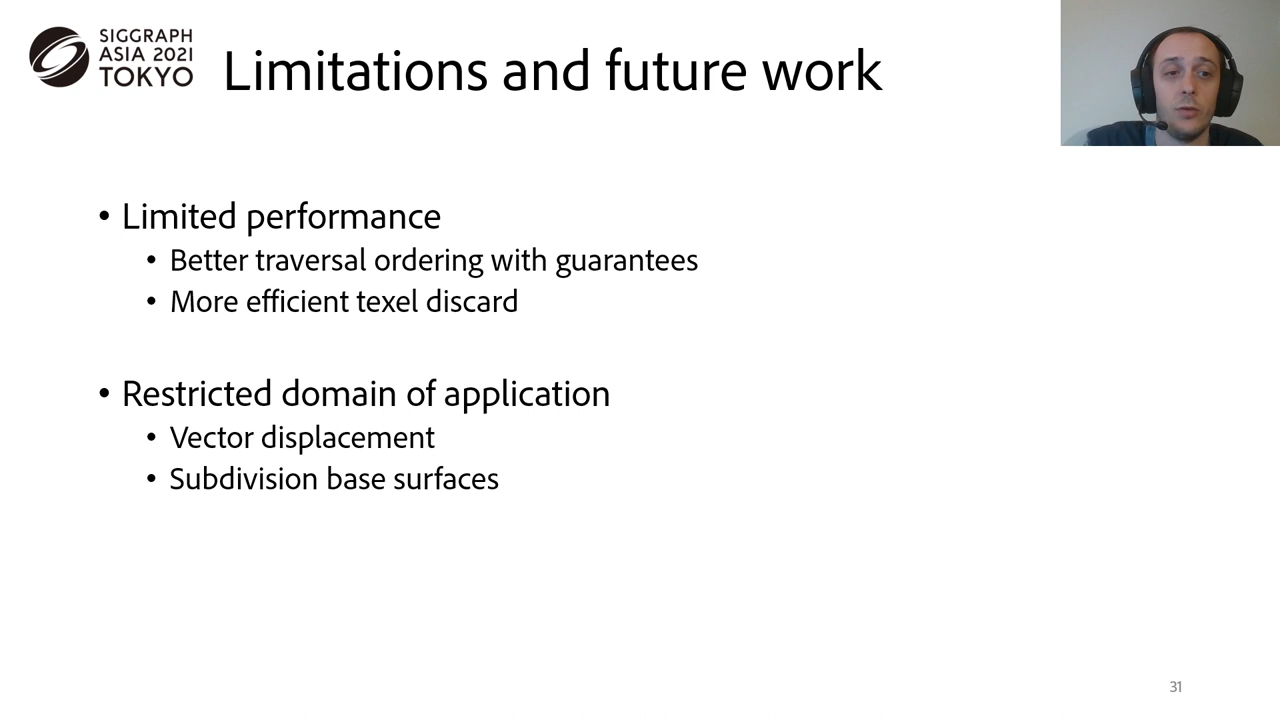 SIGGRAPH
ASIA 2021
TOKYO
Limitations and future work
• Limited performance
• Better traversal ordering with guarantees
• More efficient texel discard
• Restricted domain of application
• Vector displacement
• Subdivision base surfaces
31